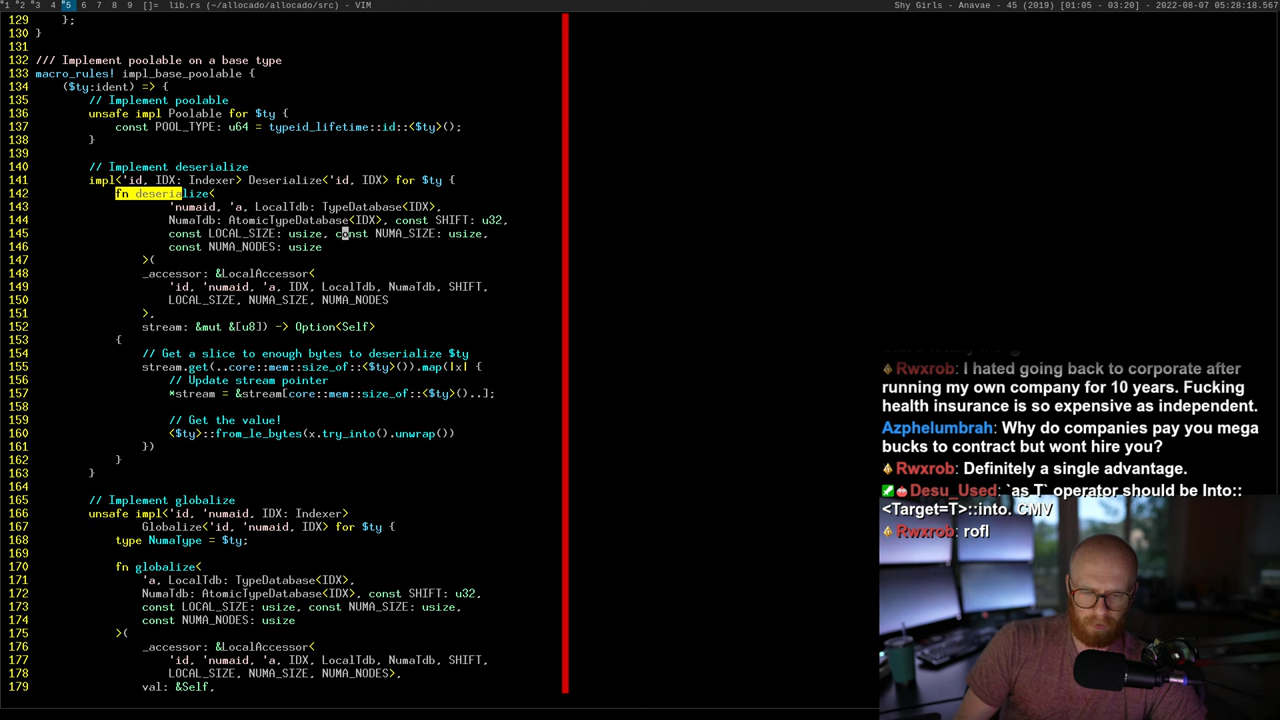 1 2 3 4 5 6 7 8 9 []= lib.rs (~/allocado/allocado/src) - VIM
Shy Girls - Anavae - 45 (2019) [01:05 - 03:20] - 2022-08-07 05:28:18.567
129 };
130 }
131
132 /// Implement poolable on a base type
133 macro_rules! impl_base_poolable {
134 ($ty:ident) => {
135 // Implement poolable
136 unsafe impl Poolable for $ty {
137 const POOL_TYPE: u64 = typeid_lifetime::id::<$ty>();
138 }
139
140 // Implement deserialize
141 impl<'id, IDX: Indexer> Deserialize<'id, IDX> for $ty {
142 fn deserialize<
143 'numaid, 'a, LocalTdb: TypeDatabase<IDX>,
144 NumaTdb: AtomicTypeDatabase<IDX>, const SHIFT: u32,
145 const LOCAL_SIZE: usize, const NUMA_SIZE: usize,
146 const NUMA_NODES: usize
147 >(
148 _accessor: &LocalAccessor<
149 'id, 'numaid, 'a, IDX, LocalTdb, NumaTdb, SHIFT,
150 LOCAL_SIZE, NUMA_SIZE, NUMA_NODES
151 >,
152 stream: &mut &[u8]) -> Option<Self>
153 {
154 // Get a slice to enough bytes to deserialize $ty
155 stream.get(..core::mem::size_of::<$ty>()).map(|x| {
156 // Update stream pointer
157 *stream = &stream[core::mem::size_of::<$ty>()..];
158
159 // Get the value!
160 <$ty>::from_le_bytes(x.try_into().unwrap())
161 })
162 }
163 }
164
165 // Implement globalize
166 unsafe impl<'id, 'numaid, IDX: Indexer>
167 Globalize<'id, 'numaid, IDX> for $ty {
168 type NumaType = $ty;
169
170 fn globalize<
171 'a, LocalTdb: TypeDatabase<IDX>,
172 NumaTdb: AtomicTypeDatabase<IDX>, const SHIFT: u32,
173 const LOCAL_SIZE: usize, const NUMA_SIZE: usize,
174 const NUMA_NODES: usize
175 >(
176 _accessor: &LocalAccessor<
177 'id, 'numaid, 'a, IDX, LocalTdb, NumaTdb, SHIFT,
178 LOCAL_SIZE, NUMA_SIZE, NUMA_NODES>,
179 val: &Self,
Rwxrob: I hated going back to corporate after
running my own company for 10 years. Fucking
health insurance is so expensive as independent.
Azphelumbrah: Why do companies pay you mega
bucks to contract but wont hire you?
Rwxrob: Definitely a single advantage.
Desu_Used: `as T` operator should be Into::
<Target=T>::into. CMV
Rwxrob: rofl